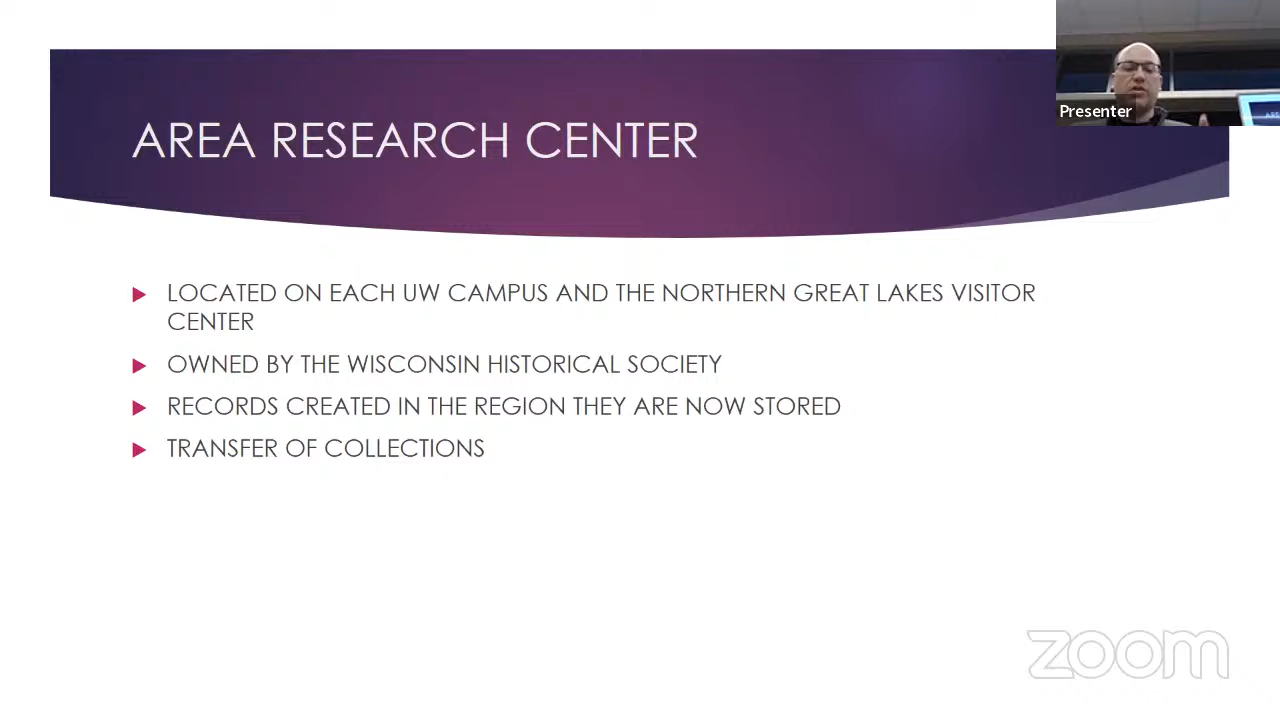 Presenter
AREA RESEARCH CENTER
LOCATED ON EACH UW CAMPUS AND THE NORTHERN GREAT LAKES VISITOR
CENTER
OWNED BY THE WISCONSIN HISTORICAL SOCIETY
RECORDS CREATED IN THE REGION THEY ARE NOW STORED
TRANSFER OF COLLECTIONS
zoom